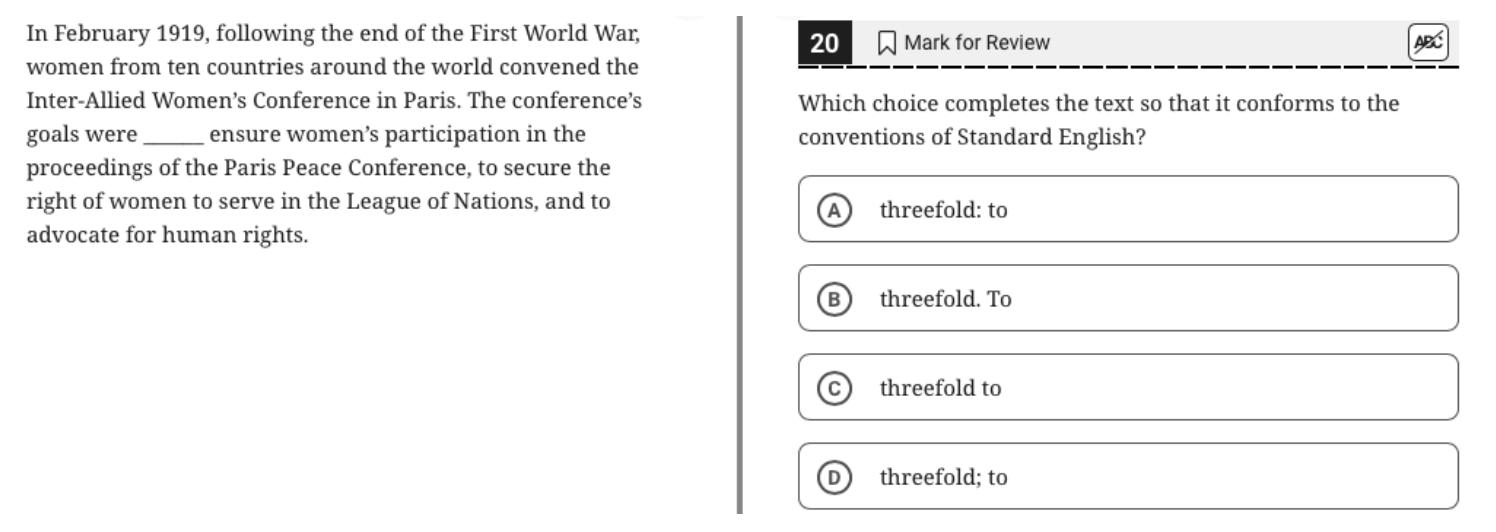 In February 1919, following the end of the First World War,
women from ten countries around the world convened the
Inter-Allied Women’s Conference in Paris. The conference’s
goals were ______ ensure women’s participation in the
proceedings of the Paris Peace Conference, to secure the
right of women to serve in the League of Nations, and to
advocate for human rights.
20 Mark for Review ABC
Which choice completes the text so that it conforms to the
conventions of Standard English?
A threefold: to
B threefold. To
C threefold to
D threefold; to